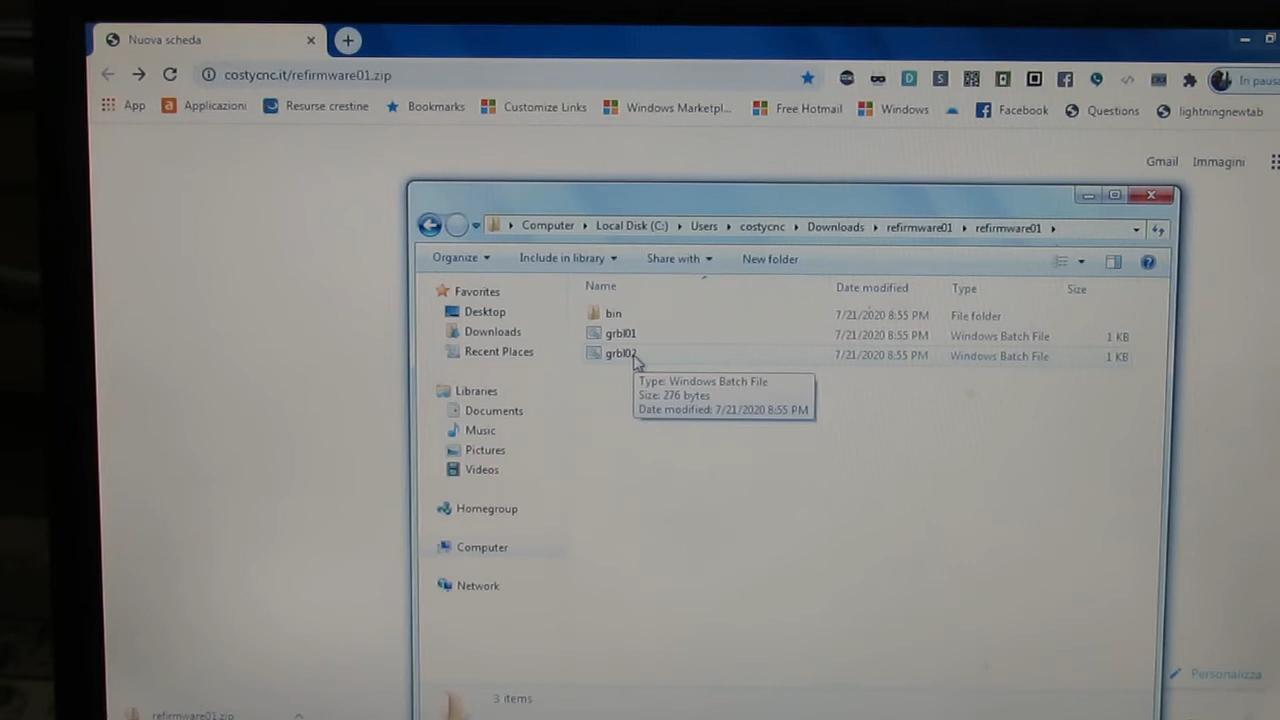 Nuova scheda
costycnc.it/refirmware01.zip
In pausa
App Applicazioni Resurse crestine Bookmarks Customize Links Windows Marketpl... Free Hotmail Windows Facebook Questions lightningnewtab
Gmail Immagini
Computer Local Disk (C:) Users costycnc Downloads refirmware01 refirmware01
Organize Include in library Share with New folder
Name Date modified Type Size
Favorites
Desktop
Downloads
Recent Places
Libraries
Documents
Music
Pictures
Videos
Homegroup
Computer
Network
bin 7/21/2020 8:55 PM File folder
grbl01 7/21/2020 8:55 PM Windows Batch File 1 KB
grbl02 7/21/2020 8:55 PM Windows Batch File 1 KB
Type: Windows Batch File
Size: 276 bytes
Date modified: 7/21/2020 8:55 PM
Personalizza
3 items
refirmware01.zip